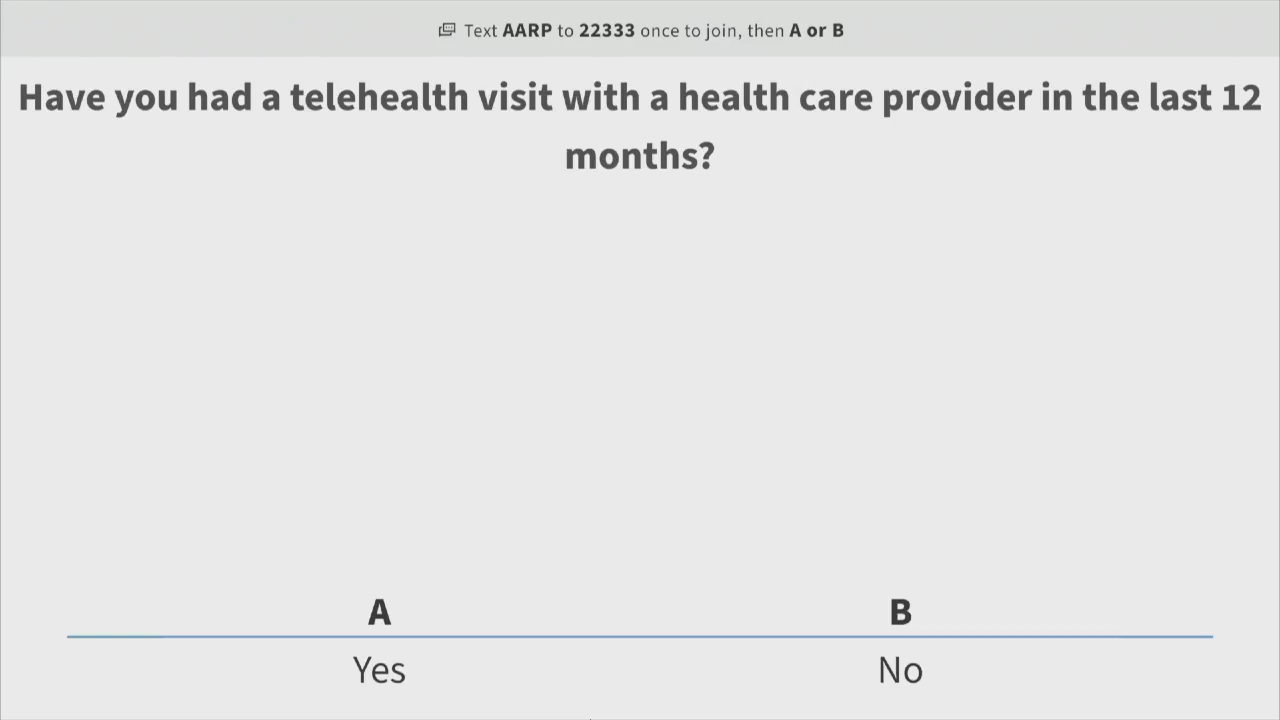 Text AARP to 22333 once to join, then A or B
Have you had a telehealth visit with a health care provider in the last 12
months?
A
B
Yes
No